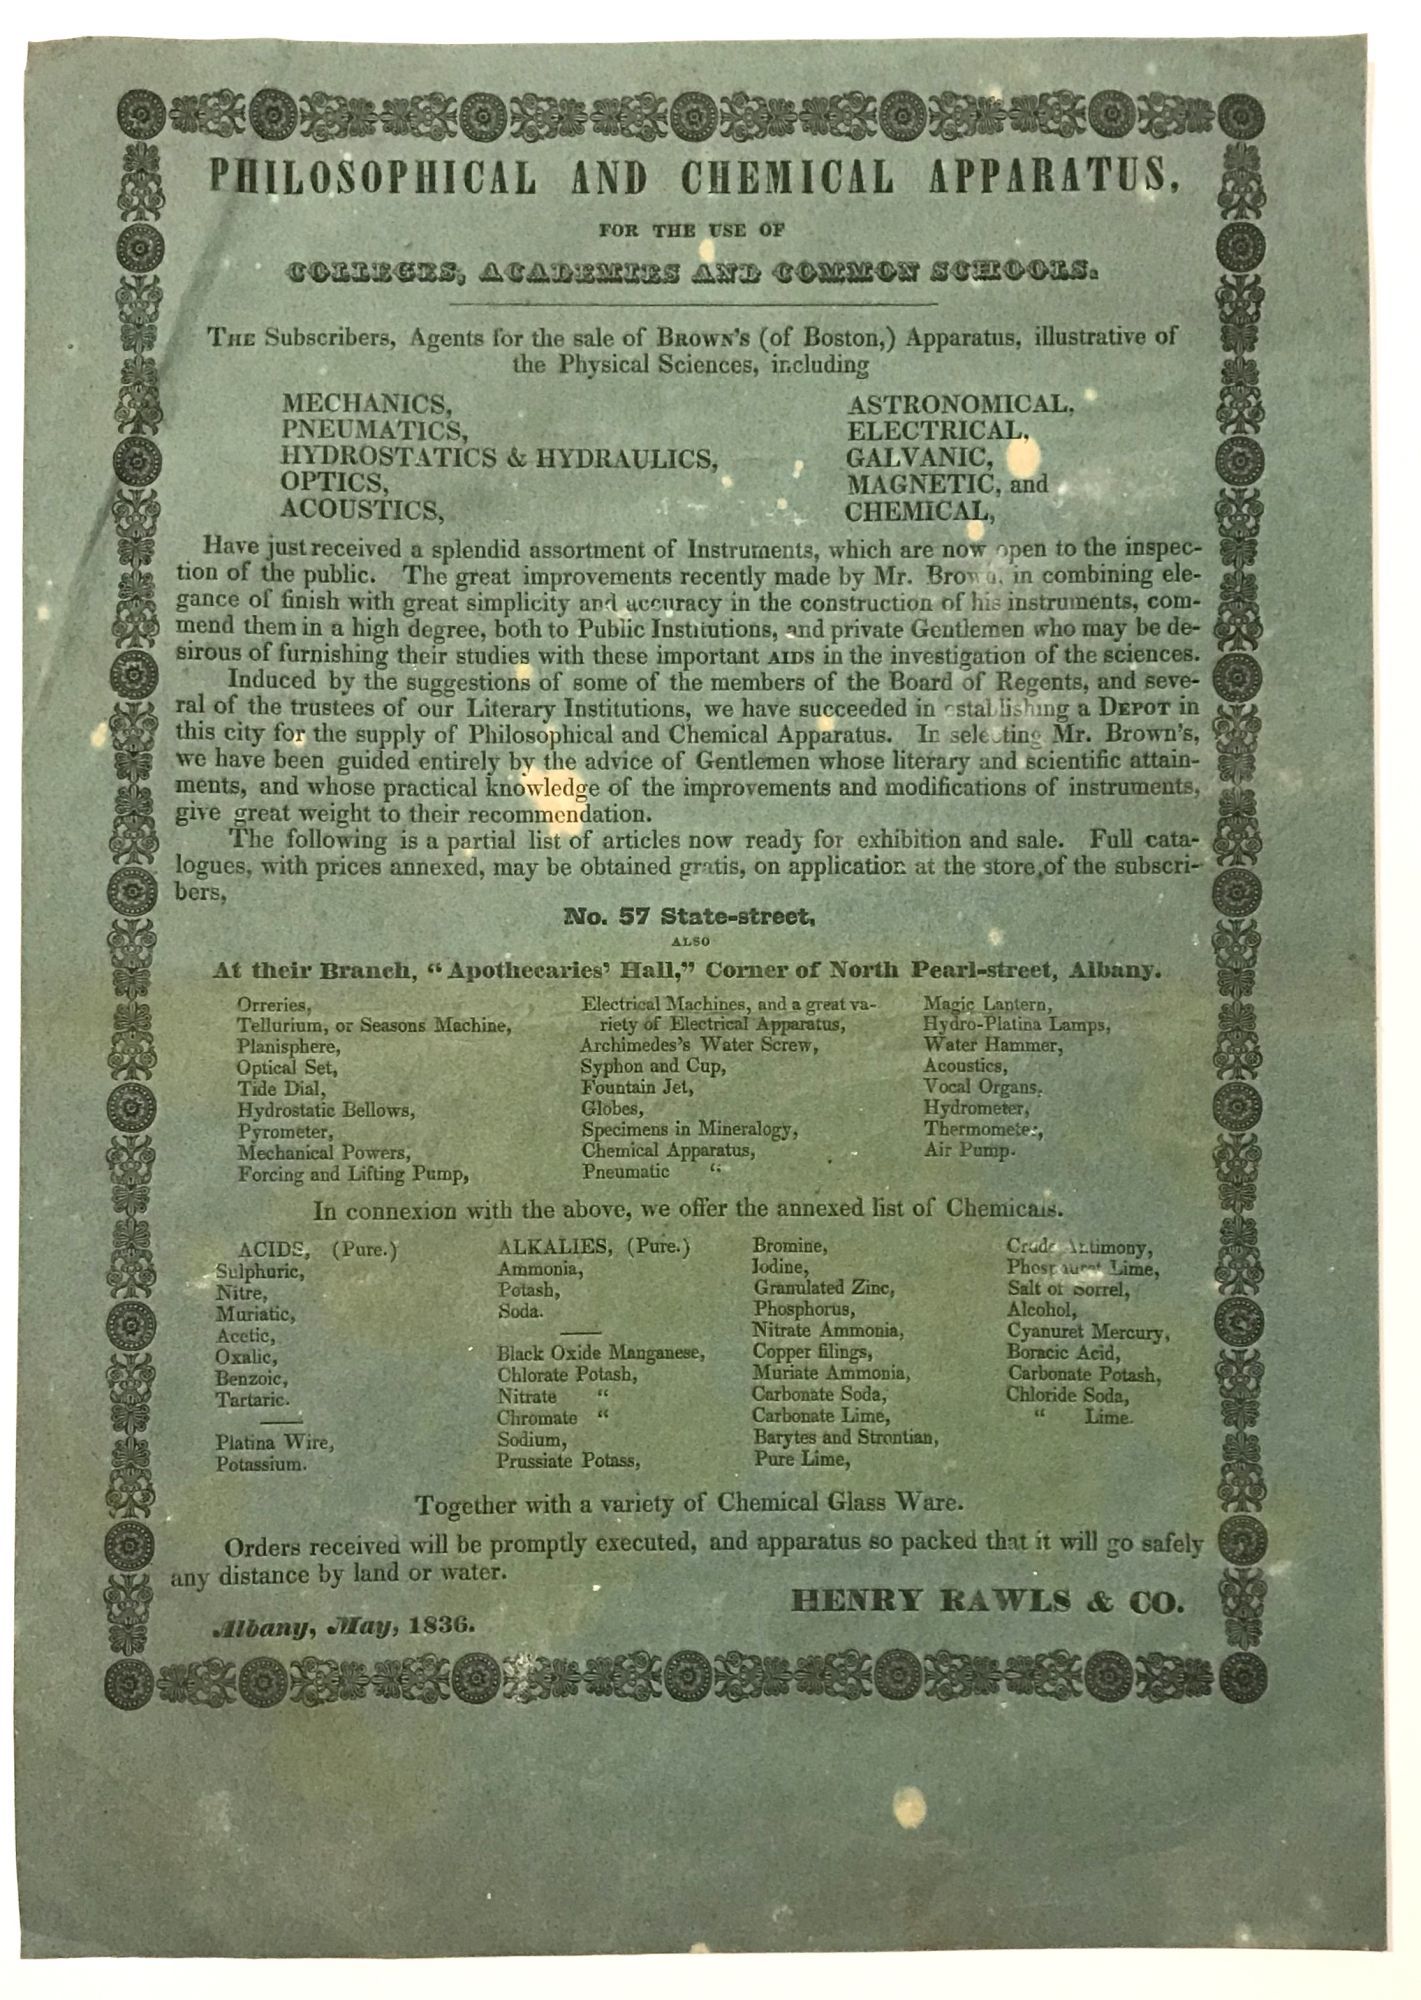 PHILOSOPHICAL AND CHEMICAL APPARATUS,
FOR THE USE OF
COLLEGES, ACADEMIES AND COMMON SCHOOLS.
THE Subscribers, Agents for the sale of BROWN'S (of Boston,) Apparatus, illustrative of
the Physical Sciences, including
MECHANICS,
PNEUMATICS,
HYDROSTATICS & HYDRAULICS,
OPTICS,
ACOUSTICS,
ASTRONOMICAL,
ELECTRICAL,
GALVANIC,
MAGNETIC, and
CHEMICAL,
Have just received a splendid assortment of Instruments, which are now open to the inspec-
tion of the public. The great improvements recently made by Mr. Brown, in combining ele-
gance of finish with great simplicity and accuracy in the construction of his instruments, com-
mend them in a high degree, both to Public Institutions, and private Gentlemen who may be de-
sirous of furnishing their studies with these important AIDS in the investigation of the sciences.
Induced by the suggestions of some of the members of the Board of Regents, and seve-
ral of the trustees of our Literary Institutions, we have succeeded in establishing a DEPOT in
this city for the supply of Philosophical and Chemical Apparatus. In selecting Mr. Brown's,
we have been guided entirely by the advice of Gentlemen whose literary and scientific attain-
ments, and whose practical knowledge of the improvements and modifications of instruments,
give great weight to their recommendation.
The following is a partial list of articles now ready for exhibition and sale. Full cata-
logues, with prices annexed, may be obtained gratis, on application at the store of the subscri-
bers,
No. 57 State-street,
ALSO
At their Branch, "Apothecaries' Hall," Corner of North Pearl-street, Albany.
Orreries,
Tellurium, or Seasons Machine,
Planisphere,
Optical Set,
Tide Dial,
Hydrostatic Bellows,
Pyrometer,
Mechanical Powers,
Forcing and Lifting Pump,
Electrical Machines, and a great va-
riety of Electrical Apparatus,
Archimedes's Water Screw,
Syphon and Cup,
Fountain Jet,
Globes,
Specimens in Mineralogy,
Chemical Apparatus,
Pneumatic "
Magic Lantern,
Hydro-Platina Lamps,
Water Hammer,
Acoustics,
Vocal Organs,
Hydrometer,
Thermometer,
Air Pump.
In connexion with the above, we offer the annexed list of Chemicals.
ACIDS, (Pure.)
Sulphuric,
Nitre,
Muriatic,
Acetic,
Oxalic,
Benzoic,
Tartaric.
Platina Wire,
Potassium.
ALKALIES, (Pure.)
Ammonia,
Potash,
Soda.
Black Oxide Manganese,
Chlorate Potash,
Nitrate "
Chromate "
Sodium,
Prussiate Potass,
Bromine,
Iodine,
Granulated Zinc,
Phosphorus,
Nitrate Ammonia,
Copper filings,
Muriate Ammonia,
Carbonate Soda,
Carbonate Lime,
Barytes and Strontian,
Pure Lime,
Crude Antimony,
Phosphuret Lime,
Salt of Sorrel,
Alcohol,
Cyanuret Mercury,
Boracic Acid,
Carbonate Potash,
Chloride Soda,
" Lime.
Together with a variety of Chemical Glass Ware.
Orders received will be promptly executed, and apparatus so packed that it will go safely
any distance by land or water.
HENRY RAWLS & CO.
Albany, May, 1836.